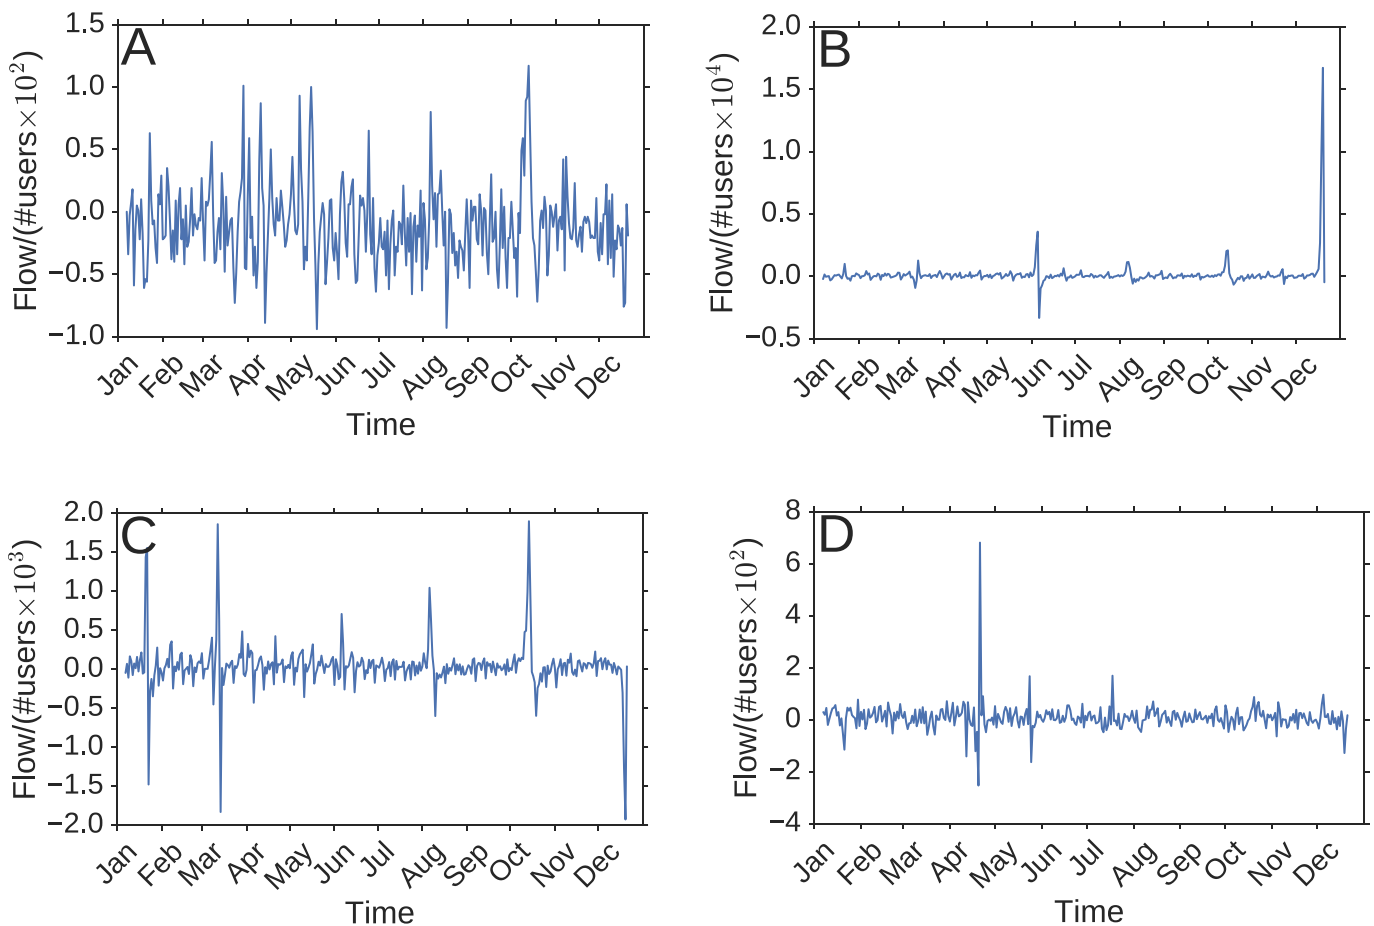 A
1.5
1.0
0.5
0.0
−0.5
−1.0
Flow/(#users×10²)
Jan Feb Mar Apr May Jun Jul Aug Sep Oct Nov Dec
Time
B
2.0
1.5
1.0
0.5
0.0
−0.5
Flow/(#users×10⁴)
Jan Feb Mar Apr May Jun Jul Aug Sep Oct Nov Dec
Time
C
2.0
1.5
1.0
0.5
0.0
−0.5
−1.0
−1.5
−2.0
Flow/(#users×10³)
Jan Feb Mar Apr May Jun Jul Aug Sep Oct Nov Dec
Time
D
8
6
4
2
0
−2
−4
Flow/(#users×10²)
Jan Feb Mar Apr May Jun Jul Aug Sep Oct Nov Dec
Time